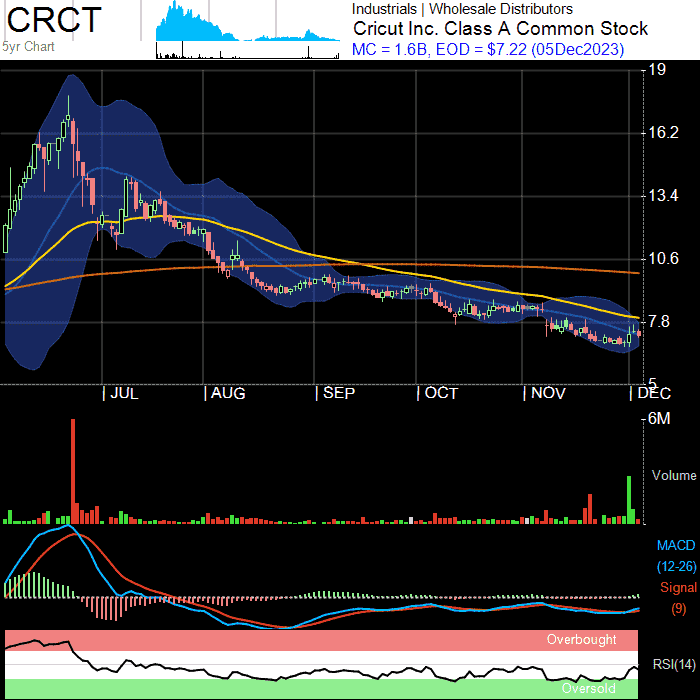 CRCT
5yr Chart
Industrials | Wholesale Distributors
Cricut Inc. Class A Common Stock
MC = 1.6B, EOD = $7.22 (05Dec2023)
19
16.2
13.4
10.6
7.8
5
| JUL
| AUG
| SEP
| OCT
| NOV
| DEC
6M
Volume
MACD
(12-26)
Signal
(9)
Overbought
RSI(14)
Oversold